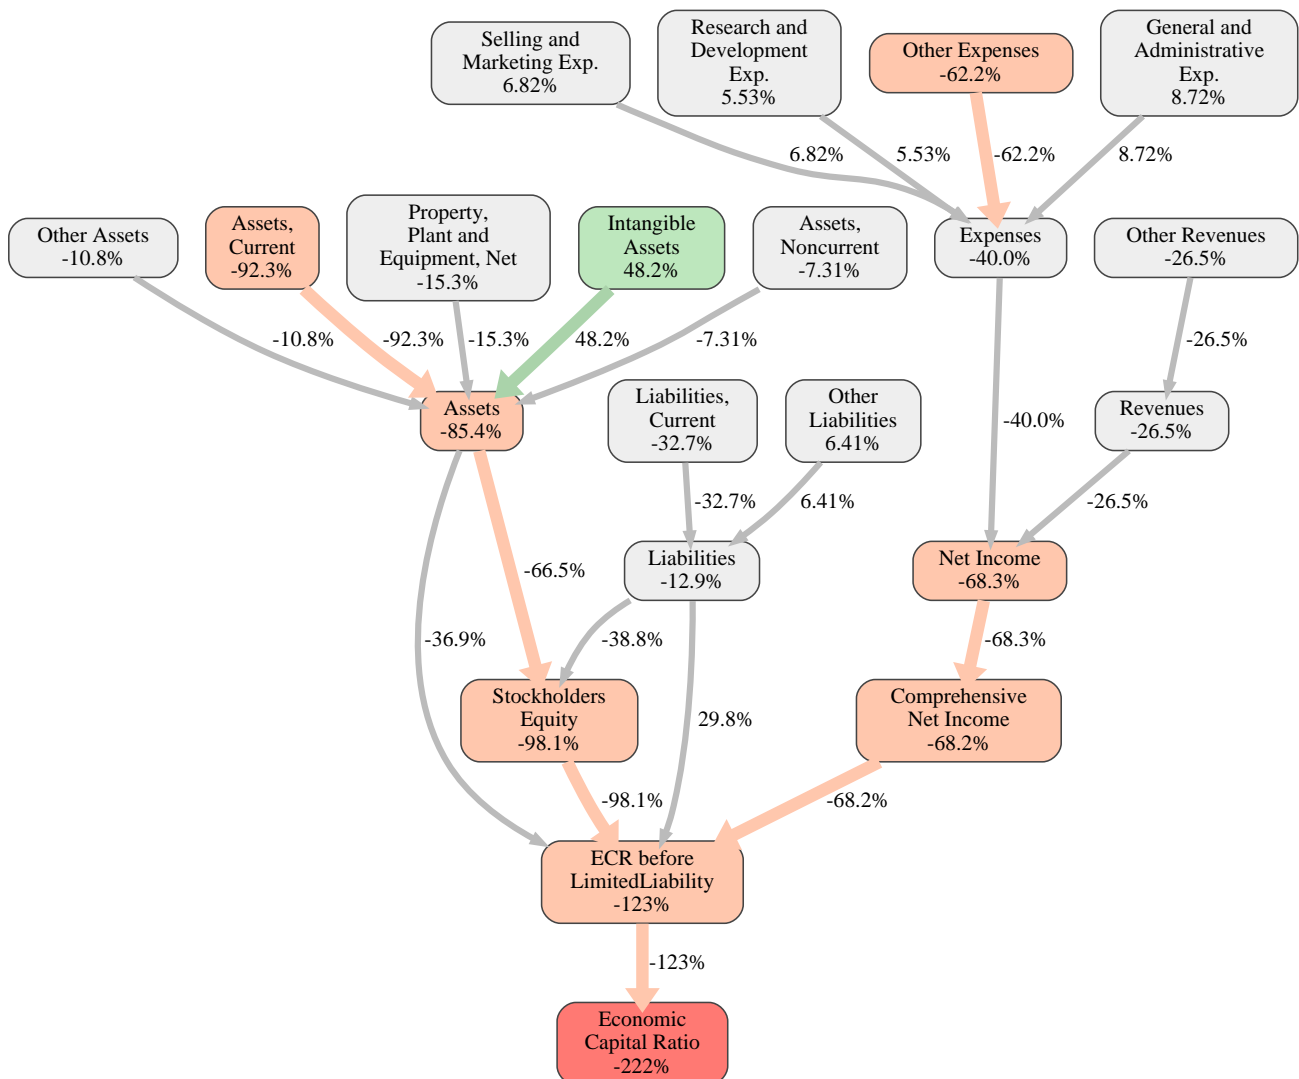 Selling and
Marketing Exp.
6.82%
Research and
Development
Exp.
5.53%
Other Expenses
-62.2%
General and
Administrative
Exp.
8.72%
6.82%
5.53%
-62.2%
8.72%
Other Assets
-10.8%
Assets,
Current
-92.3%
Property,
Plant and
Equipment, Net
-15.3%
Intangible
Assets
48.2%
Assets,
Noncurrent
-7.31%
Expenses
-40.0%
Other Revenues
-26.5%
-10.8%
-92.3%
-15.3%
48.2%
-7.31%
-26.5%
Assets
-85.4%
Liabilities,
Current
-32.7%
Other
Liabilities
6.41%
-40.0%
Revenues
-26.5%
-32.7%
6.41%
-26.5%
-66.5%
Liabilities
-12.9%
Net Income
-68.3%
-36.9%
-38.8%
-68.3%
Stockholders
Equity
-98.1%
29.8%
Comprehensive
Net Income
-68.2%
-98.1%
-68.2%
ECR before
LimitedLiability
-123%
-123%
Economic
Capital Ratio
-222%